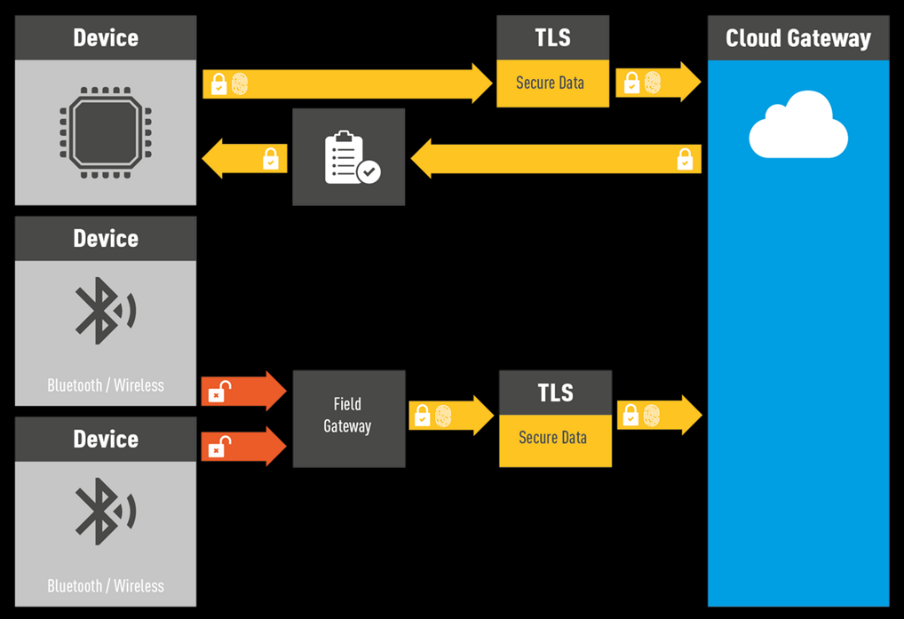 Device
TLS
Cloud Gateway
Secure Data
Device
Bluetooth / Wireless
Field
Gateway
TLS
Secure Data
Device
Bluetooth / Wireless